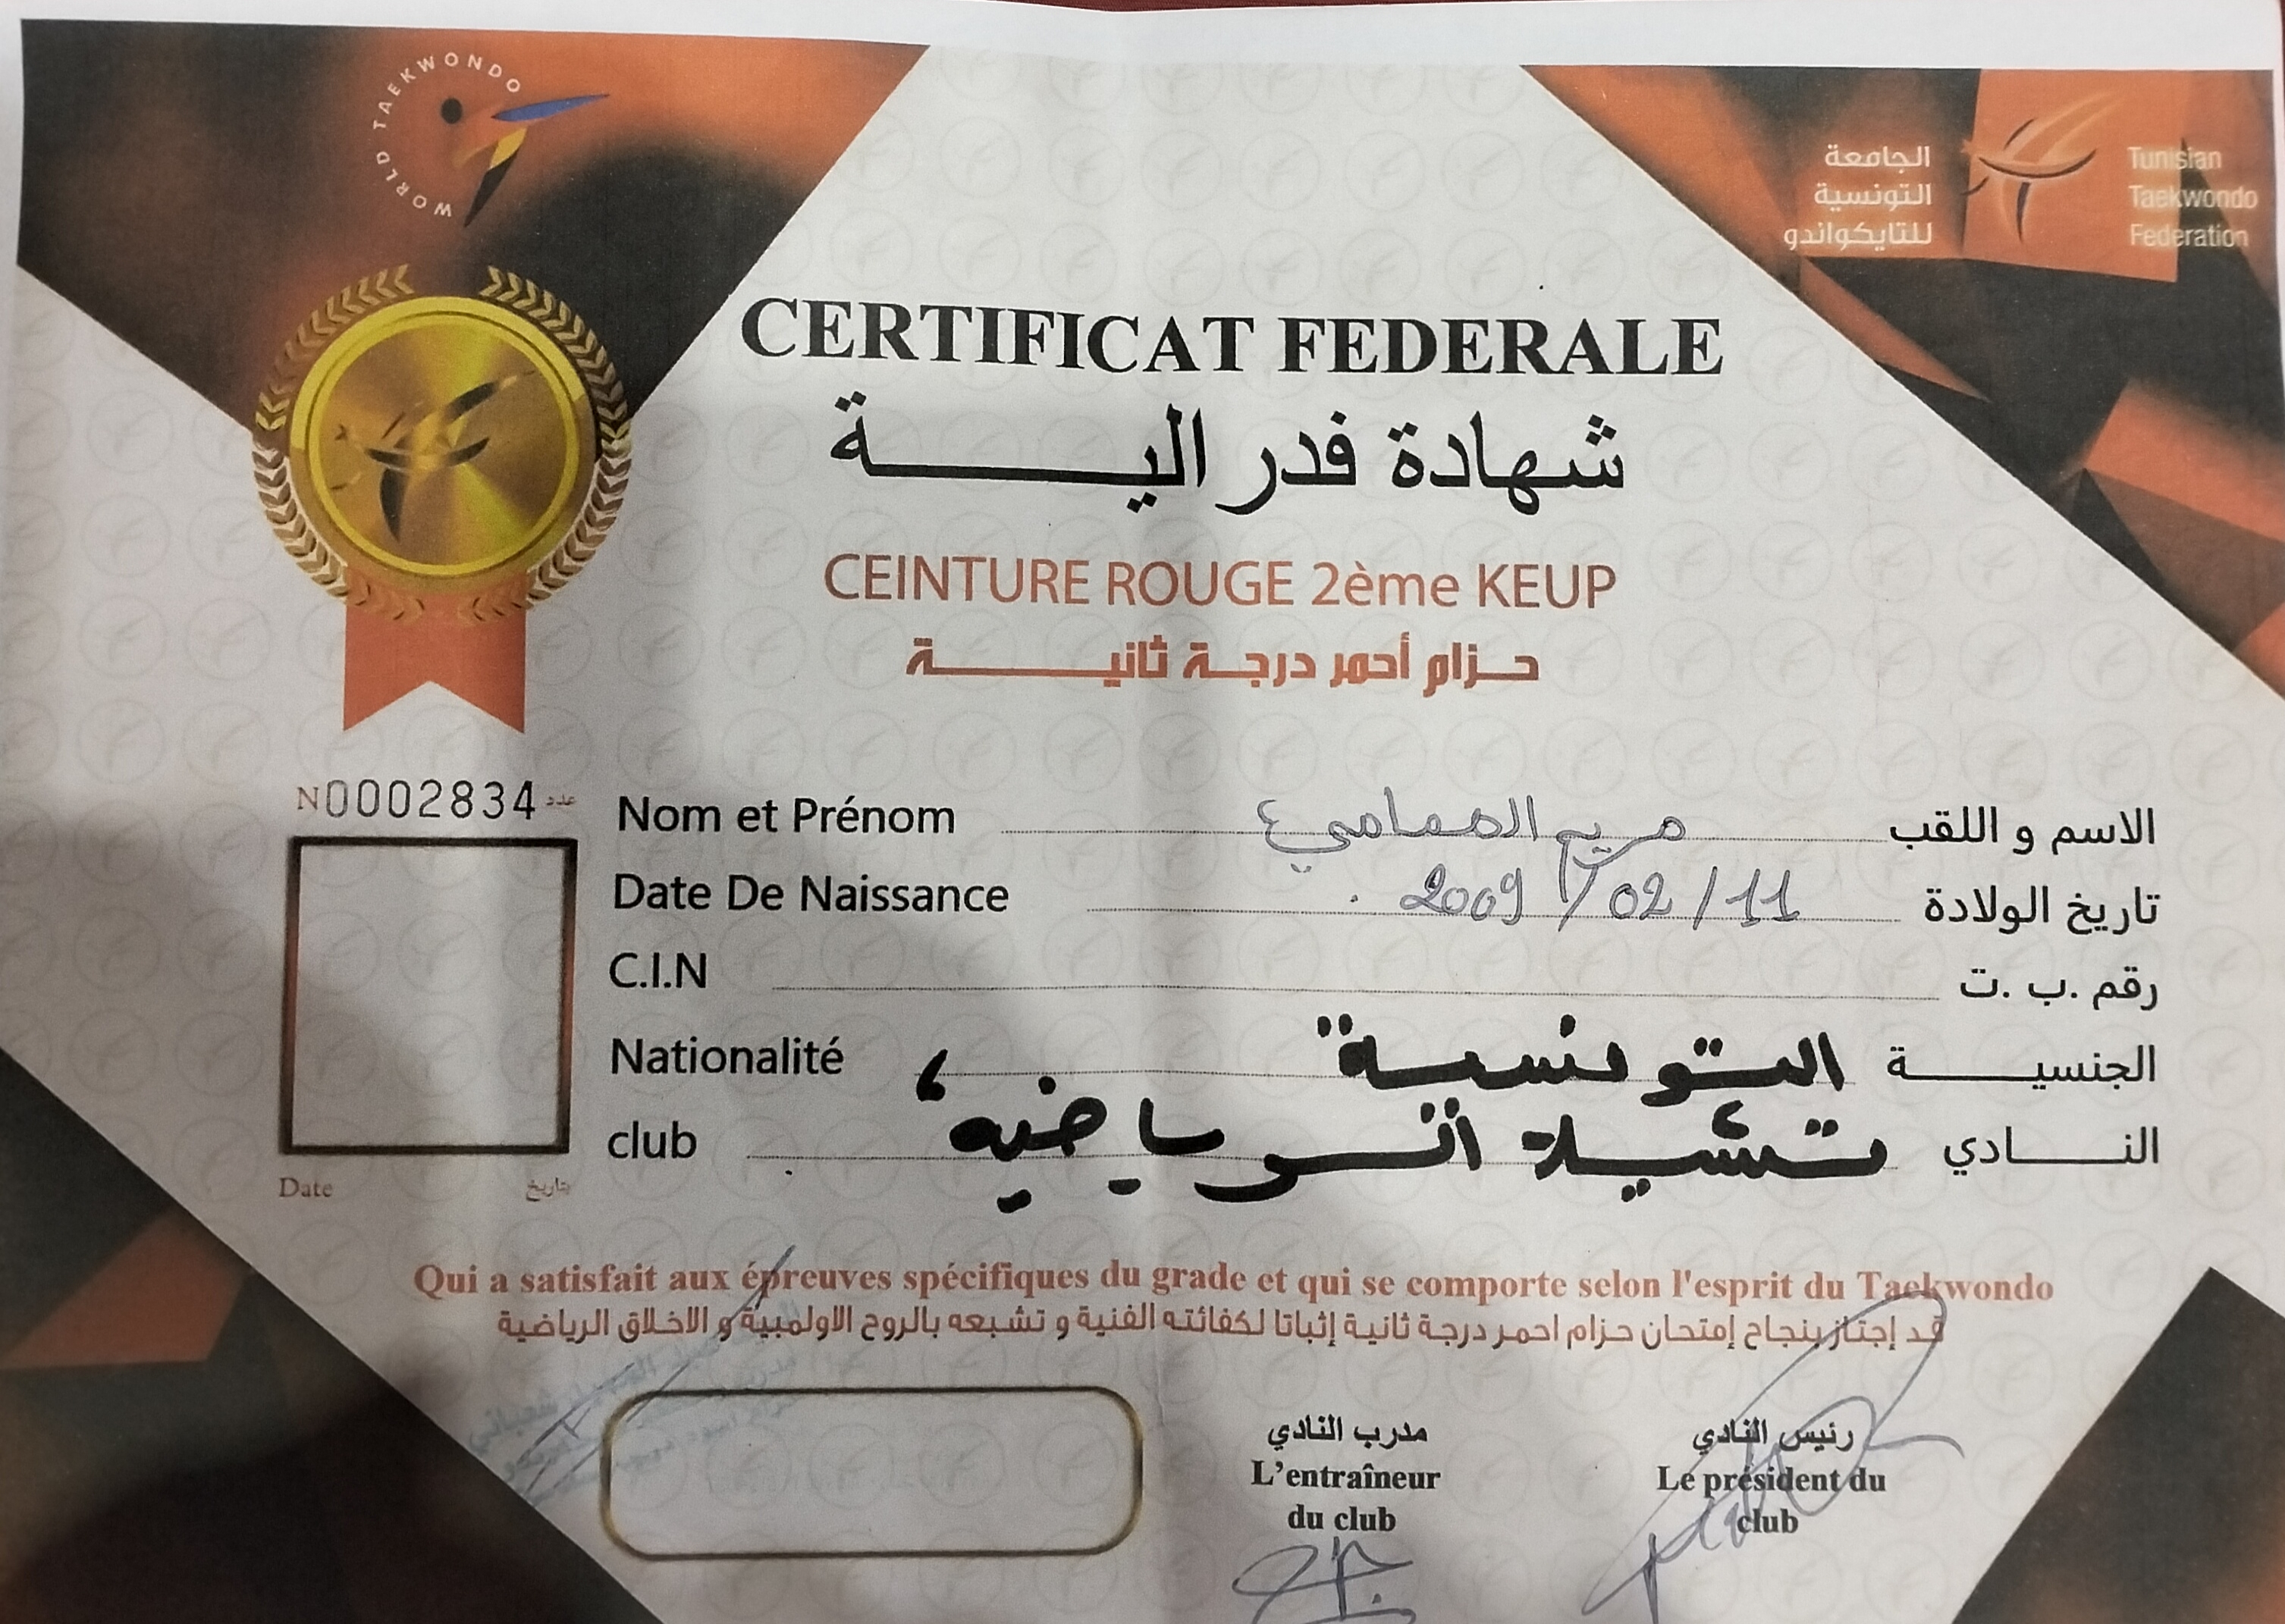 WORLD TAEKWONDO
الجامعة
التونسية
للتايكواندو
Tunisian
Taekwondo
Federation
CERTIFICAT FEDERALE
شهادة فدرالية
CEINTURE ROUGE 2ème KEUP
حزام أحمر درجة ثانية
N0002834 عدد
Nom et Prénom مريم الهمامي الاسم و اللقب
Date De Naissance 2009/02/11 تاريخ الولادة
C.I.N رقم .ب .ت
Nationalité التونسية الجنسية
club الرياضية النادي
Date تاريخ
Qui a satisfait aux épreuves spécifiques du grade et qui se comporte selon l'esprit du Taekwondo
قد إجتاز بنجاح إمتحان حزام احمر درجة ثانية إثباتا لكفائته الفنية و تشبعه بالروح الاولمبية و الاخلاق الرياضية
مدرب النادي
L'entraîneur
du club
رئيس النادي
Le président du
club